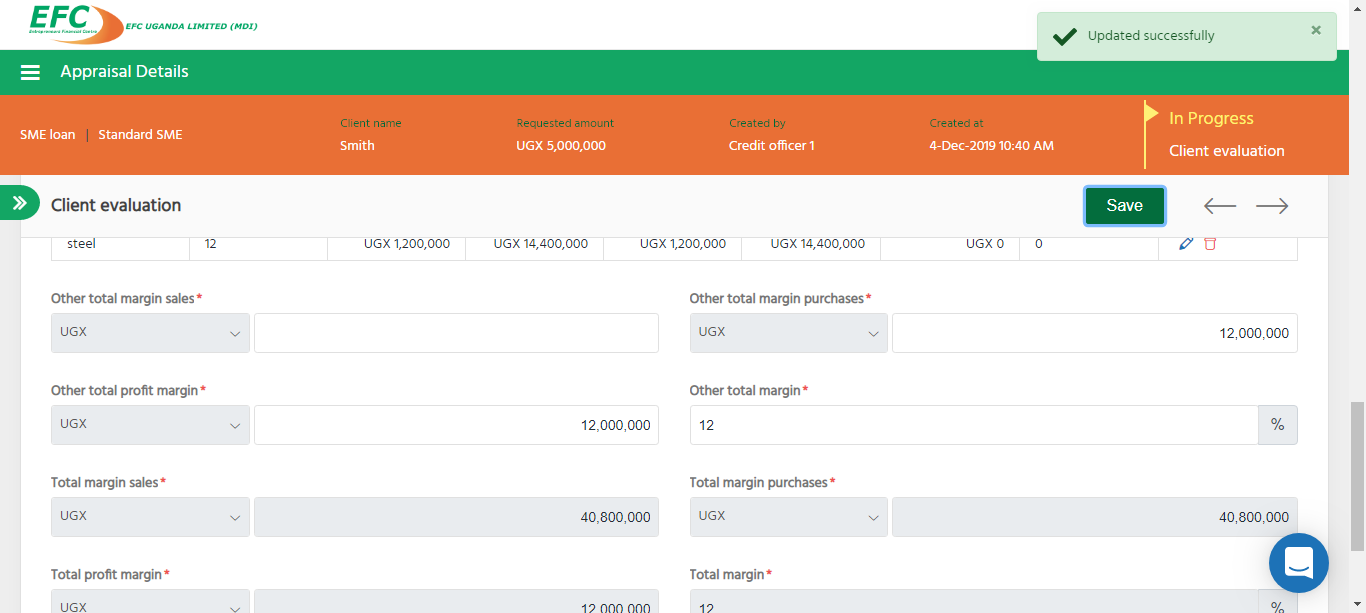 EFC
Entrepreneurs Financial Centre
EFC UGANDA LIMITED (MDI)
Updated successfully
×
Appraisal Details
SME loan | Standard SME
Client name
Smith
Requested amount
UGX 5,000,000
Created by
Credit officer 1
Created at
4-Dec-2019 10:40 AM
In Progress
Client evaluation
Client evaluation
Save
steel 12 UGX 1,200,000 UGX 14,400,000 UGX 1,200,000 UGX 14,400,000 UGX 0 0
Other total margin sales*
UGX
Other total margin purchases*
UGX 12,000,000
Other total profit margin*
UGX 12,000,000
Other total margin*
12 %
Total margin sales*
UGX 40,800,000
Total margin purchases*
UGX 40,800,000
Total profit margin*
UGX 12,000,000
Total margin*
12 %